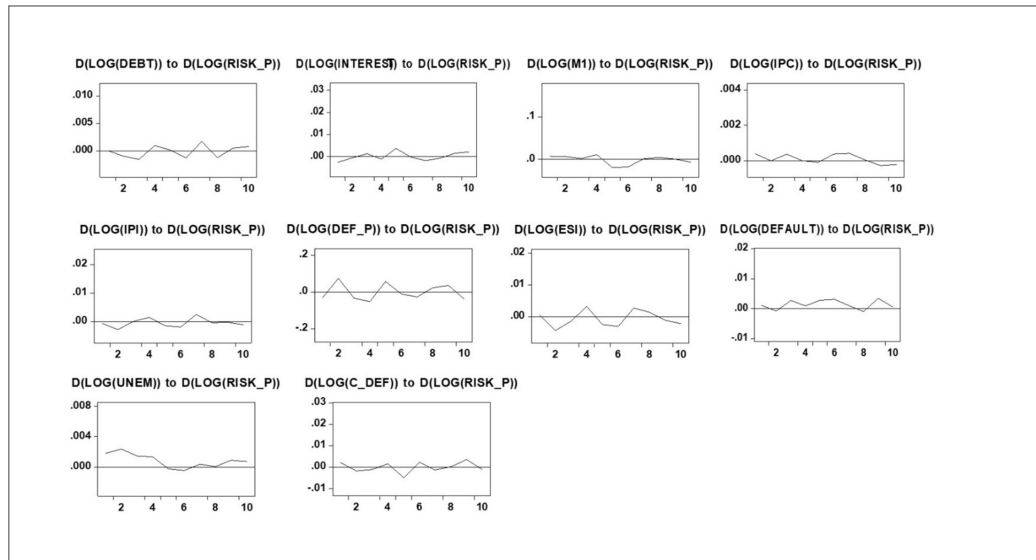 D(LOG(DEBT)) to D(LOG(RISK_P))
.010
.005
.000
2 4 6 8 10
D(LOG(INTEREST)) to D(LOG(RISK_P))
.03
.02
.01
.00
2 4 6 8 10
D(LOG(M1)) to D(LOG(RISK_P))
.1
.0
2 4 6 8 10
D(LOG(IPC)) to D(LOG(RISK_P))
.004
.002
.000
2 4 6 8 10
D(LOG(IPI)) to D(LOG(RISK_P))
.02
.01
.00
2 4 6 8 10
D(LOG(DEF_P)) to D(LOG(RISK_P))
.2
.0
-.2
2 4 6 8 10
D(LOG(ESI)) to D(LOG(RISK_P))
.02
.01
.00
2 4 6 8 10
D(LOG(DEFAULT)) to D(LOG(RISK_P))
.02
.01
.00
-.01
2 4 6 8 10
D(LOG(UNEM)) to D(LOG(RISK_P))
.008
.004
.000
2 4 6 8 10
D(LOG(C_DEF)) to D(LOG(RISK_P))
.03
.02
.01
.00
-.01
2 4 6 8 10